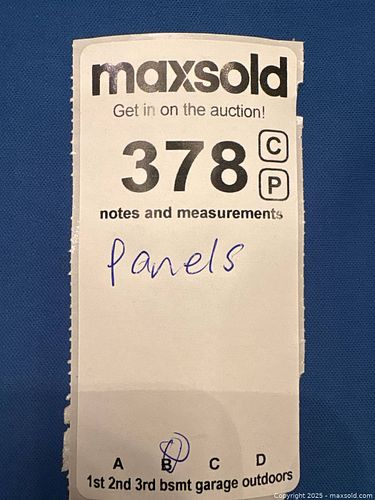 maxsold
Get in on the auction!
378 C
P
notes and measurements
Panels
A B C D
1st 2nd 3rd bsmt garage outdoors
Copyright 2025 - maxsold.com